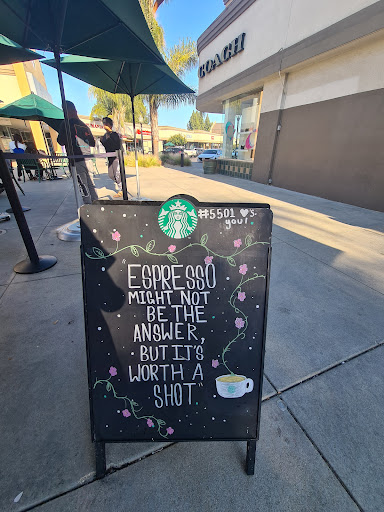 COACH
#5501 ♥s
you!
"ESPRESSO
MIGHT NOT
BE THE
ANSWER,
BUT IT'S
WORTH A
SHOT."